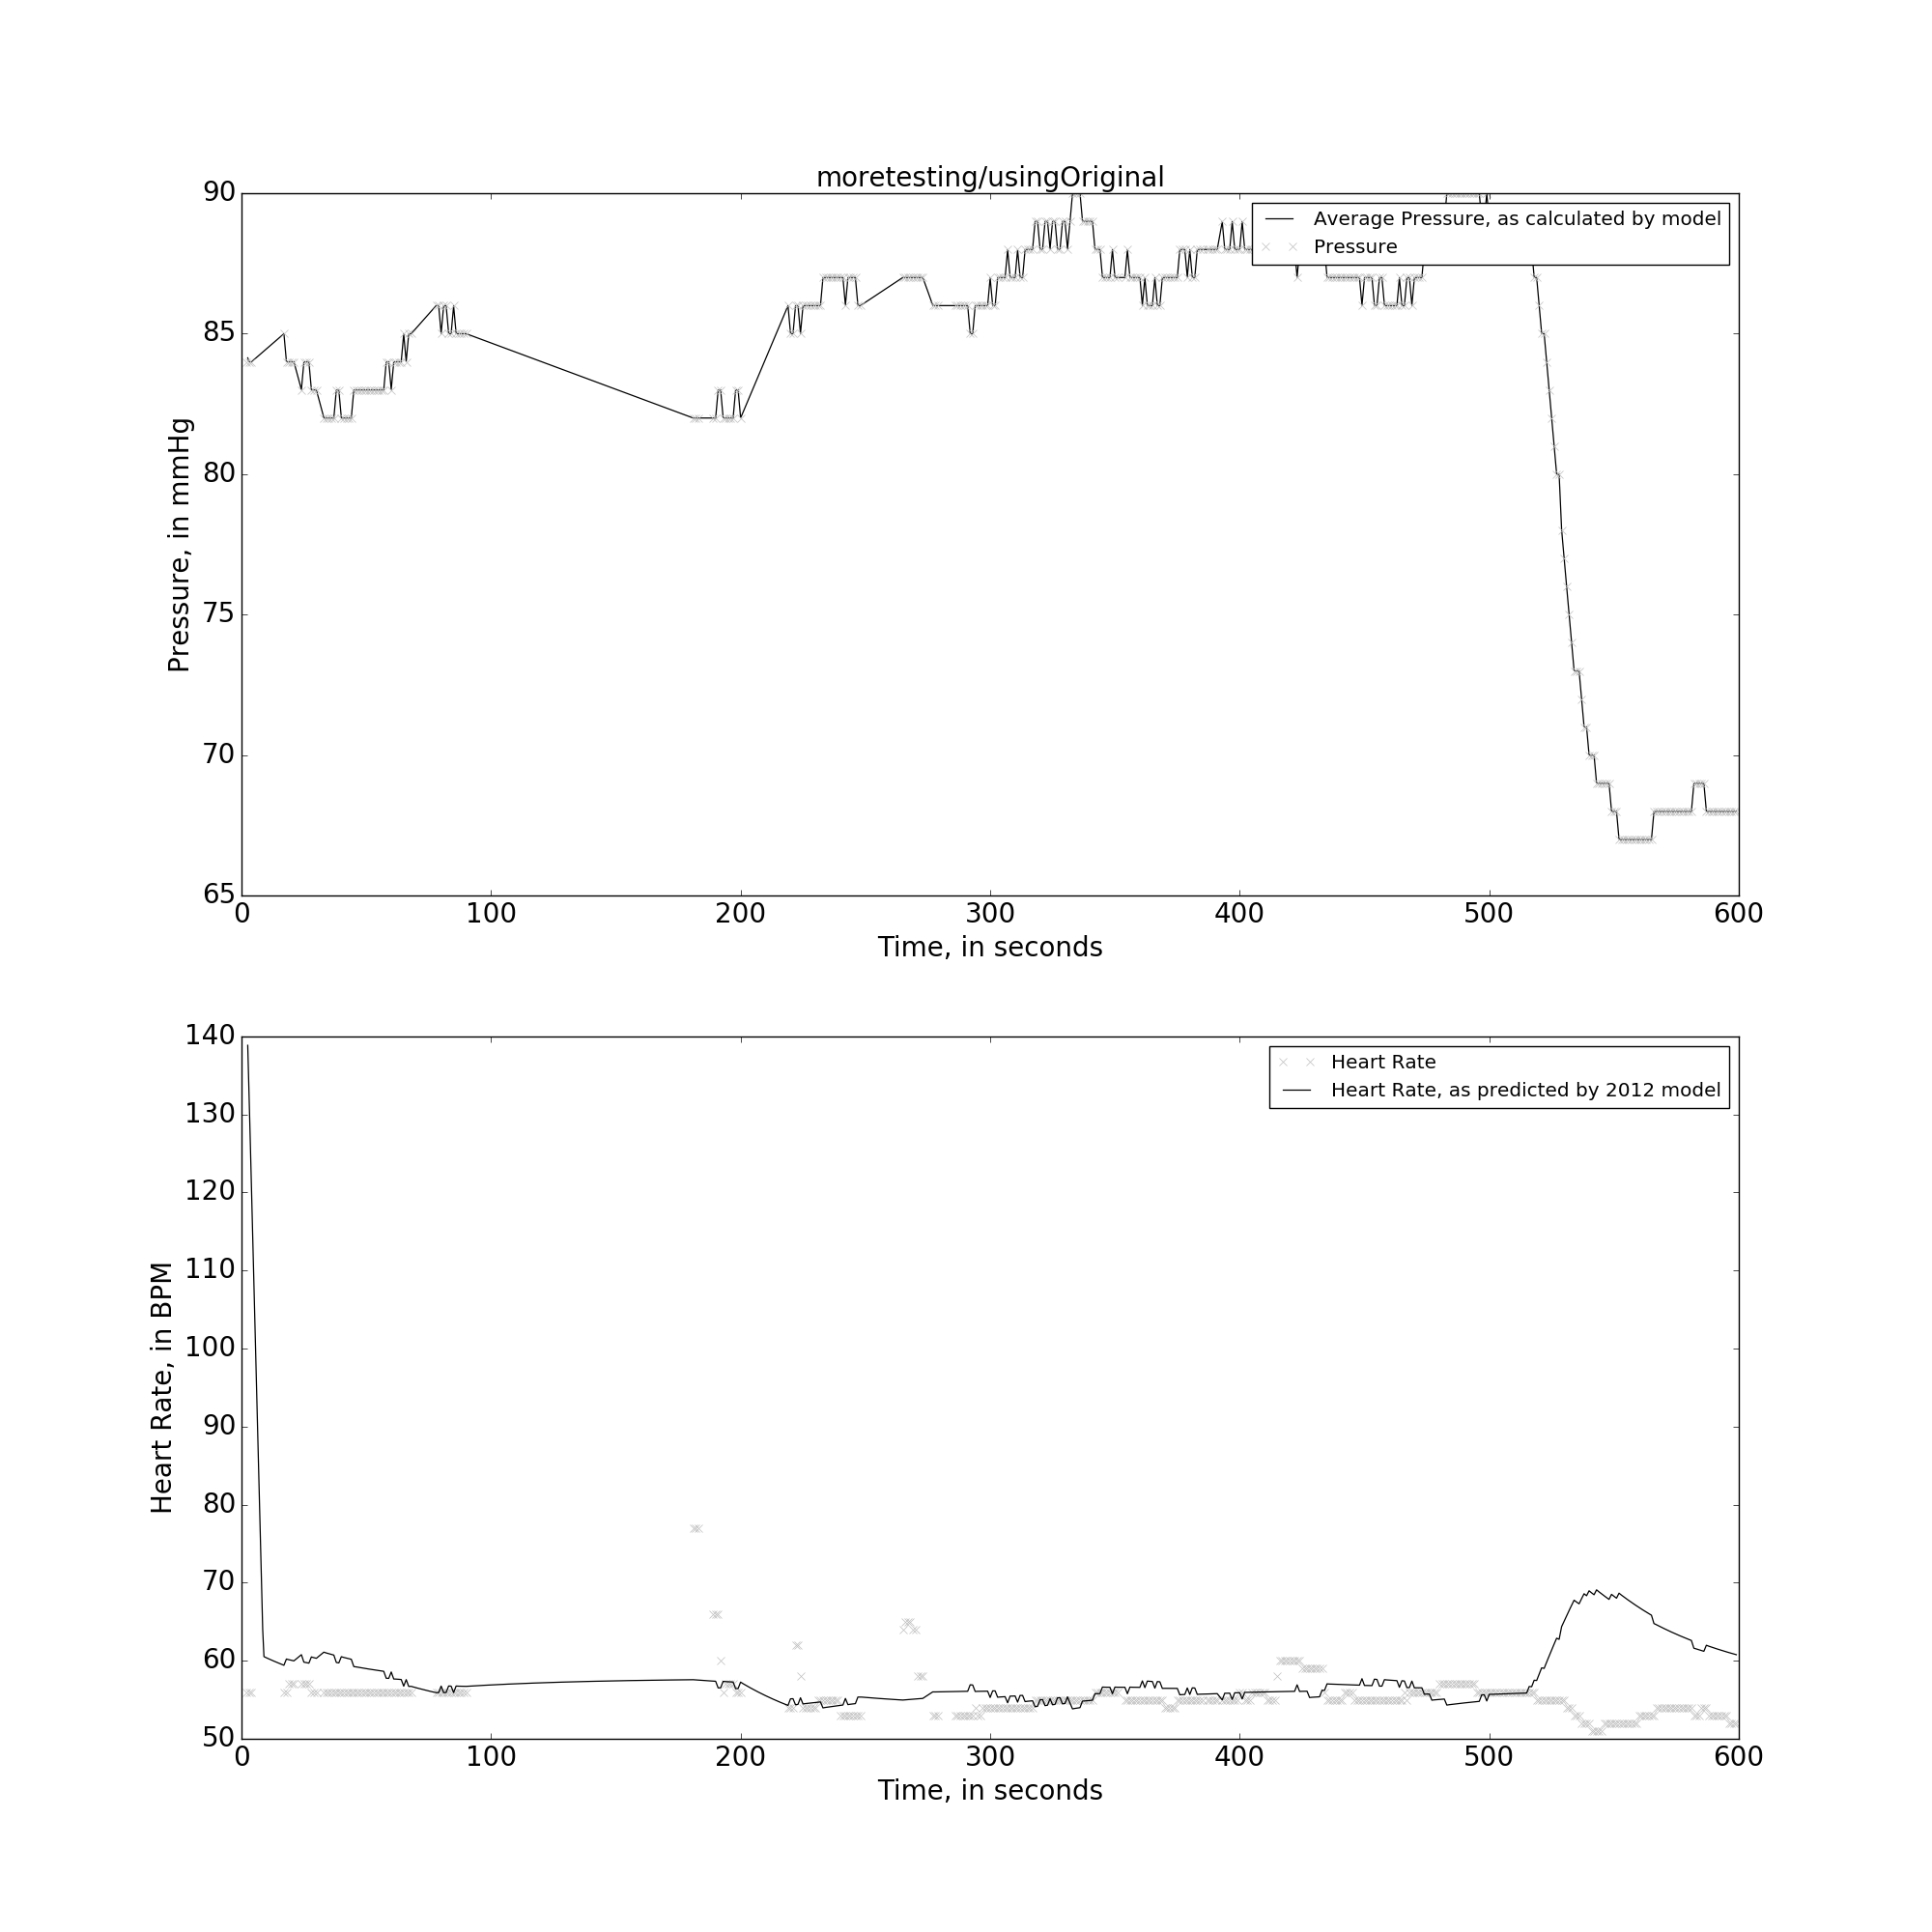 moretesting/usingOriginal
90
85
80
75
70
65
Pressure, in mmHg
Average Pressure, as calculated by model
Pressure
0 100 200 300 400 500 600
Time, in seconds
140
130
120
110
100
90
80
70
60
50
Heart Rate, in BPM
Heart Rate
Heart Rate, as predicted by 2012 model
0 100 200 300 400 500 600
Time, in seconds